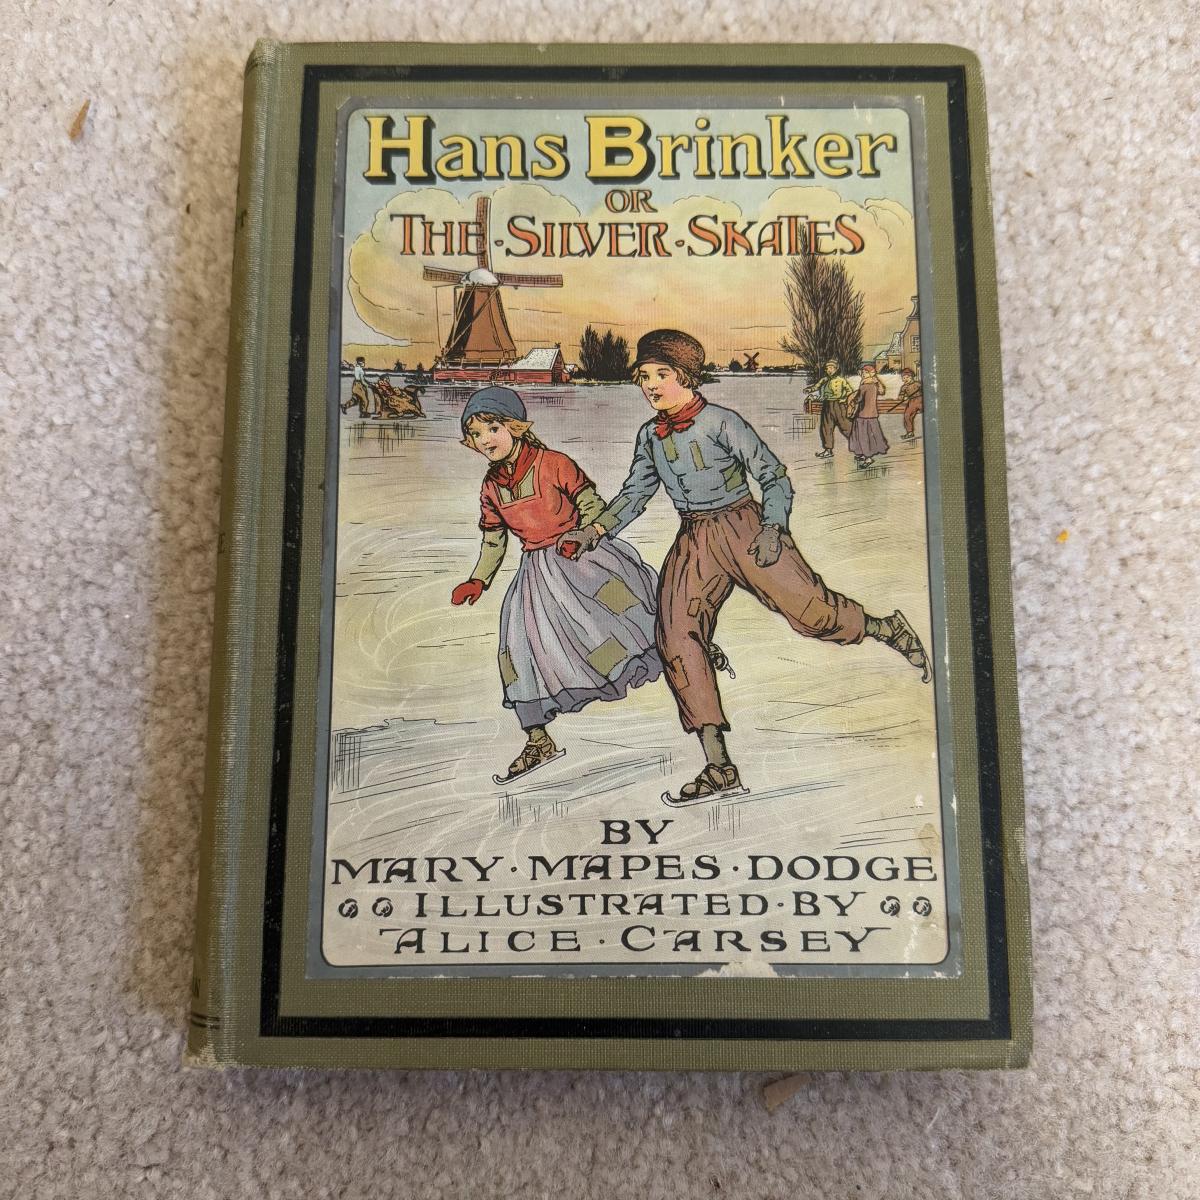 Hans Brinker
OR
THE·SILVER·SKATES
BY
MARY·MAPES·DODGE
ILLUSTRATED·BY
ALICE·CARSEY